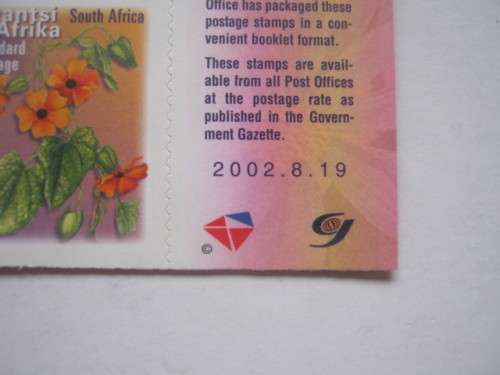 antsi
Afrika
dard
age
South Africa
Office has packaged these
postage stamps in a con-
venient booklet format.
These stamps are avail-
able from all Post Offices
at the postage rate as
published in the Govern-
ment Gazette.
2002.8.19
©